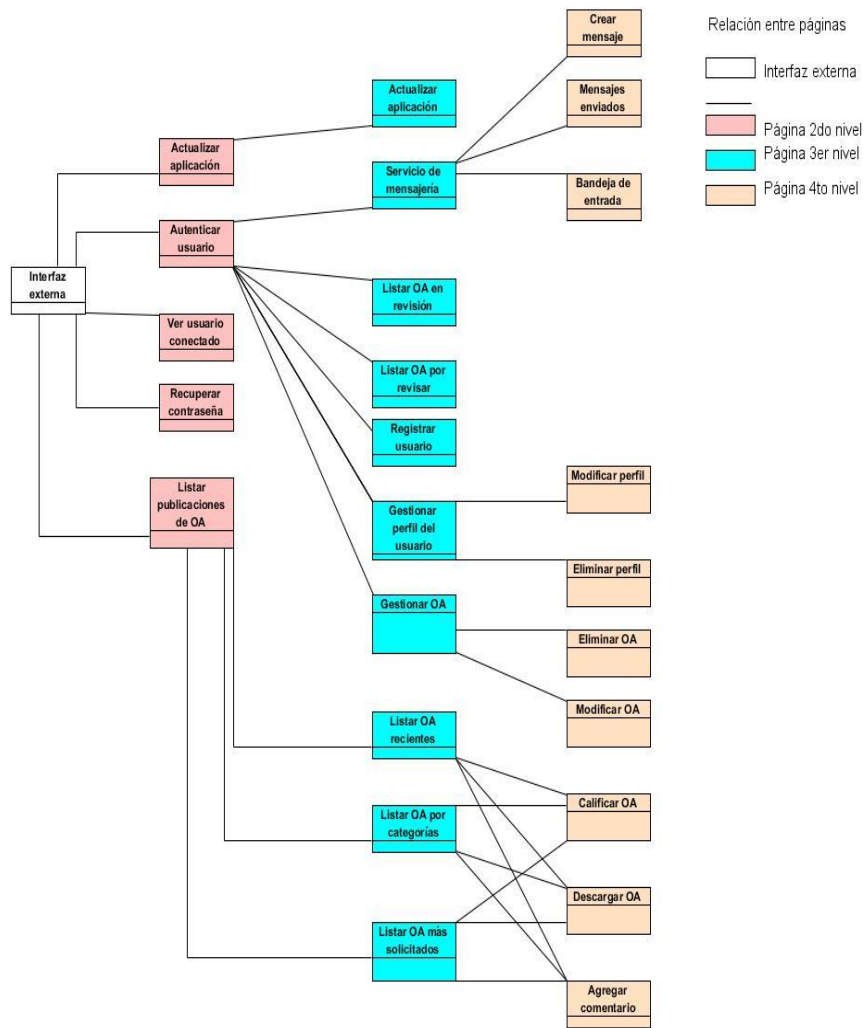 Crear
mensaje
Relación entre páginas
Interfaz externa
Página 2do nivel
Página 3er nivel
Página 4to nivel
Mensajes
enviados
Bandeja de
entrada
Actualizar
aplicación
Servicio de
mensajería
Listar OA en
revisión
Listar OA por
revisar
Registrar
usuario
Gestionar
perfil del
usuario
Gestionar OA
Listar OA
recientes
Listar OA por
categorías
Listar OA más
solicitados
Actualizar
aplicación
Autenticar
usuario
Ver usuario
conectado
Recuperar
contraseña
Listar
publicaciones
de OA
Interfaz
externa
Modificar perfil
Eliminar perfil
Eliminar OA
Modificar OA
Calificar OA
Descargar OA
Agregar
comentario